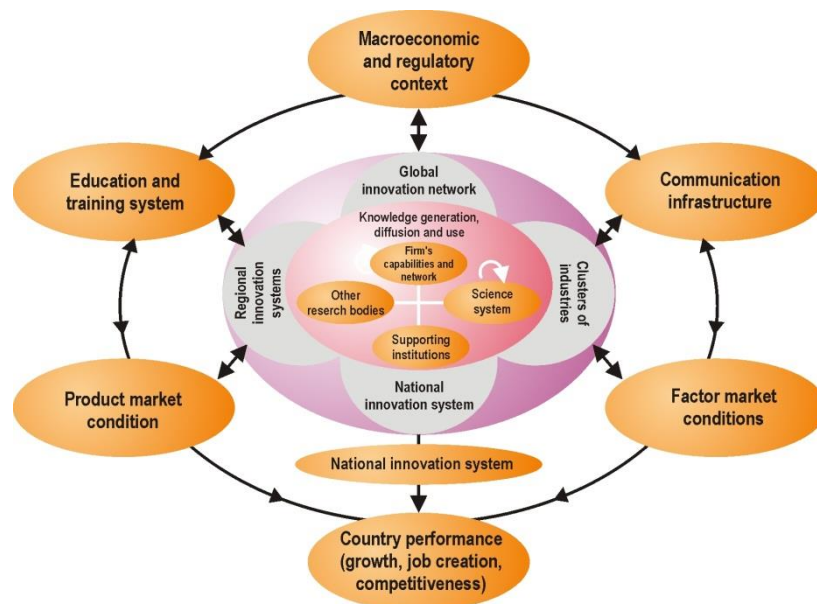 Macroeconomic
and regulatory
context
Education and
training system
Global
innovation network
Communication
infrastructure
Knowledge generation,
diffusion and use
Firm's
capabilities and
network
Regional
innovation
systems
Other
reserch bodies
Science
system
Clusters of
industries
Supporting
institutions
Product market
condition
National
innovation system
Factor market
conditions
National innovation system
Country performance
(growth, job creation,
competitiveness)